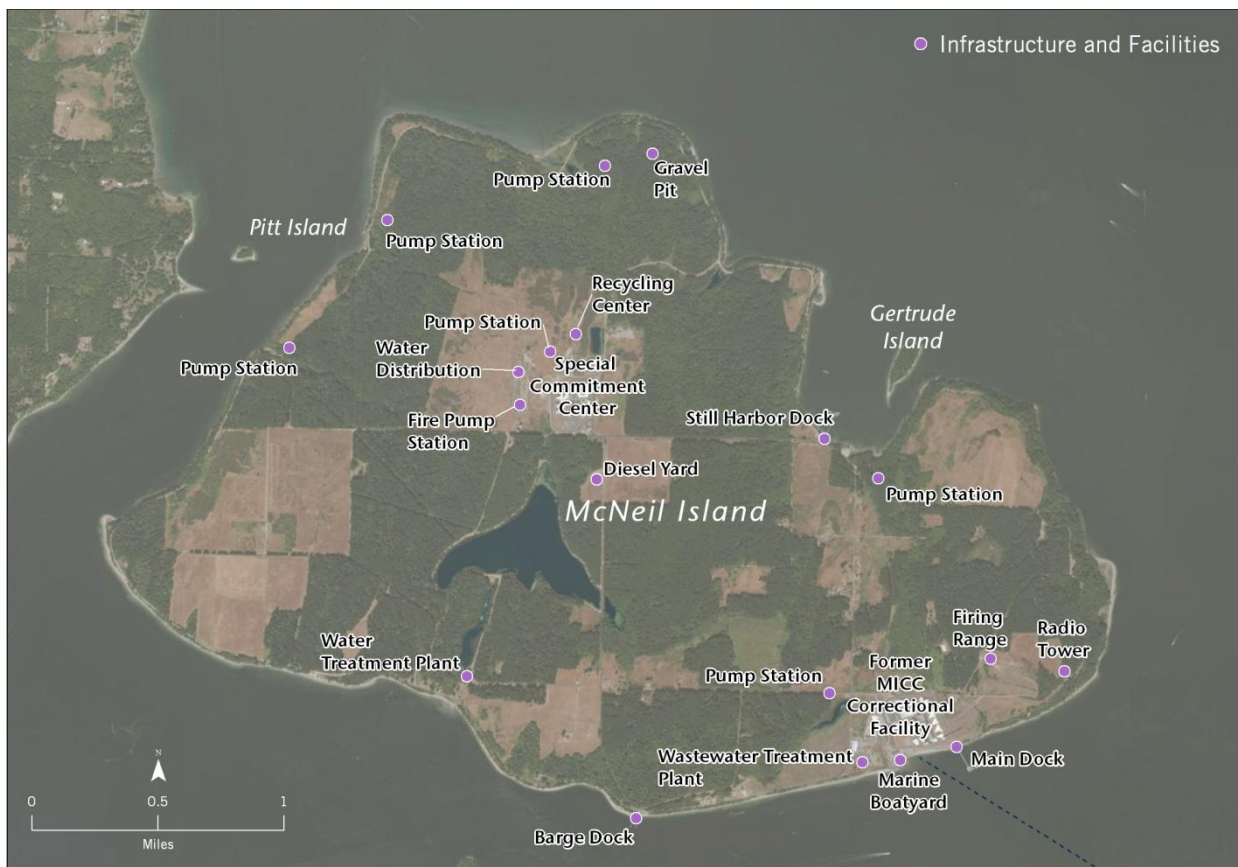 Infrastructure and Facilities
Pump Station
Gravel
Pit
Pitt Island
Pump Station
Recycling
Center
Gertrude
Island
Pump Station
Water
Distribution
Pump Station
Special
Commitment
Center
Fire Pump
Station
Still Harbor Dock
Diesel Yard
Pump Station
McNeil Island
Water
Treatment Plant
Firing
Range
Radio
Tower
Pump Station
Former
MICC
Correctional
Facility
Wastewater Treatment
Plant
Marine
Boatyard
Main Dock
Barge Dock
N
0 0.5 1
Miles